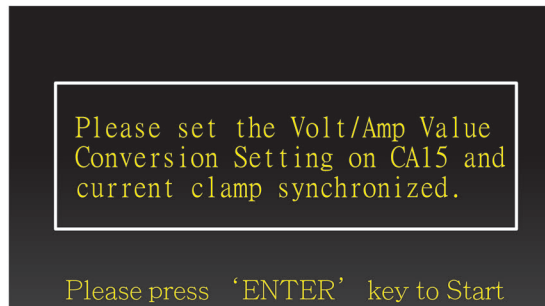 Please set the Volt/Amp Value
Conversion Setting on CA15 and
current clamp synchronized.
Please press ‘ENTER’ key to Start